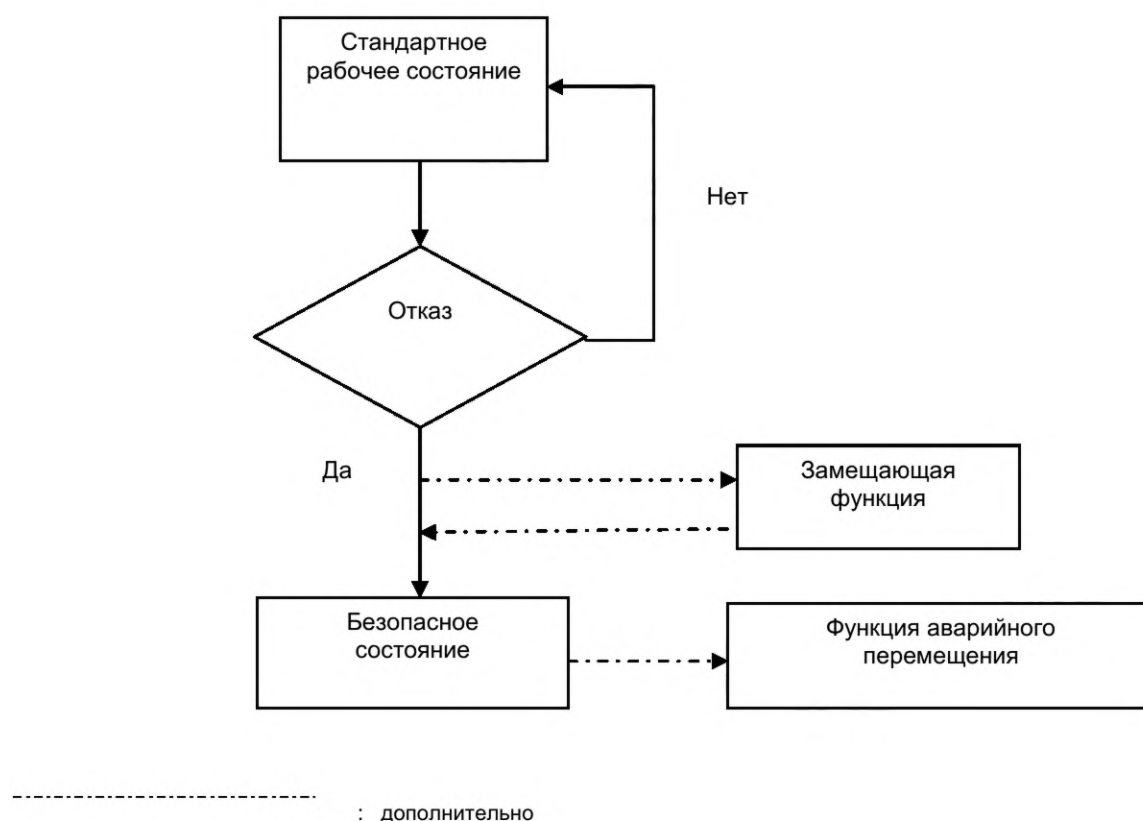 Стандартное
рабочее состояние
Нет
Отказ
Да
Замещающая
функция
Безопасное
состояние
Функция аварийного
перемещения
: дополнительно